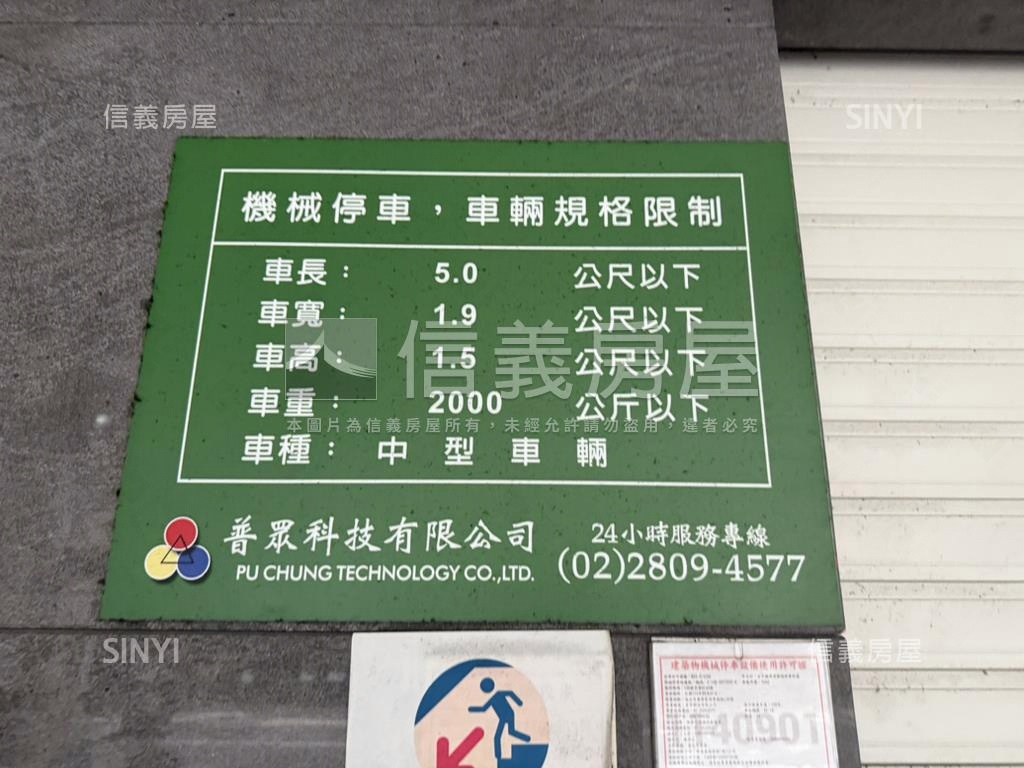 信義房屋
SINYI
機械停車，車輛規格限制
車長： 5.0 公尺以下
車寬： 1.9 公尺以下
信義房屋
車高： 1.5 公尺以下
車重： 2000 公斤以下
本圖片為信義房屋所有，未經允許請勿盜用，違者必究
車種： 中型車輛
普眾科技有限公司
PU CHUNG TECHNOLOGY CO.,LTD.
24小時服務專線
(02)2809-4577
SINYI
信義房屋
建築物機械停車設備使用許可證